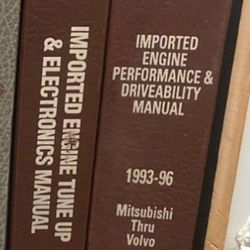 IMPORTED ENGINE TUNE UP
& ELECTRONICS MANUAL
IMPORTED
ENGINE
PERFORMANCE &
DRIVEABILITY
MANUAL
1993-96
Mitsubishi
Thru
Volvo